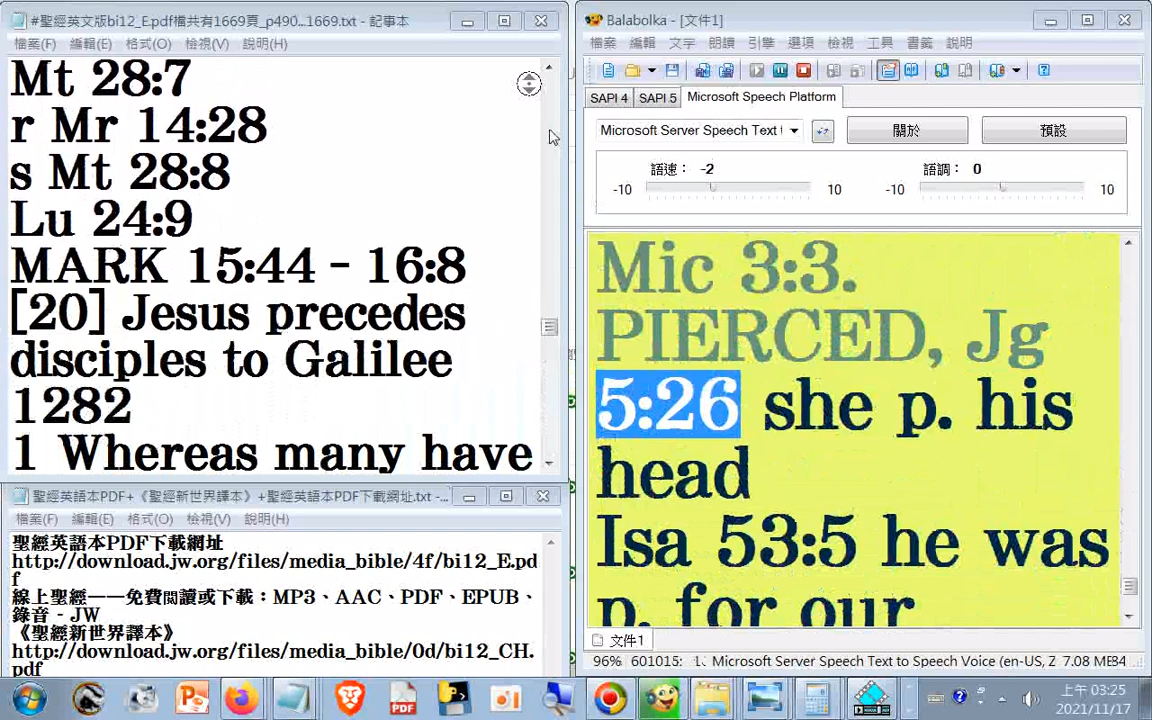 #聖經英文版bi12_E.pdf檔共有1669頁_p490...1669.txt - 記事本
檔案(F) 編輯(E) 格式(O) 檢視(V) 說明(H)
Mt 28:7
r Mr 14:28
s Mt 28:8
Lu 24:9
MARK 15:44 - 16:8
[20] Jesus precedes
disciples to Galilee
1282
1 Whereas many have
聖經英語本PDF+《聖經新世界譯本》+聖經英語本PDF下載網址.txt -...
檔案(F) 編輯(E) 格式(O) 檢視(V) 說明(H)
聖經英語本PDF下載網址
http://download.jw.org/files/media_bible/4f/bi12_E.pd
f
線上聖經——免費閱讀或下載：MP3、AAC、PDF、EPUB、
錄音 - JW
《聖經新世界譯本》
http://download.jw.org/files/media_bible/0d/bi12_CH.
pdf
Balabolka - [文件1]
檔案 編輯 文字 朗讀 引擎 選項 檢視 工具 書籤 說明
SAPI 4 SAPI 5 Microsoft Speech Platform
Microsoft Server Speech Text 關於 預設
語速： -2 語調： 0
-10 10 -10 10
Mic 3:3.
PIERCED, Jg
5:26 she p. his
head
Isa 53:5 he was
p. for our
文件1
96% 601015: Microsoft Server Speech Text to Speech Voice (en-US, Z 7.08 MB
上午 03:25
2021/11/17